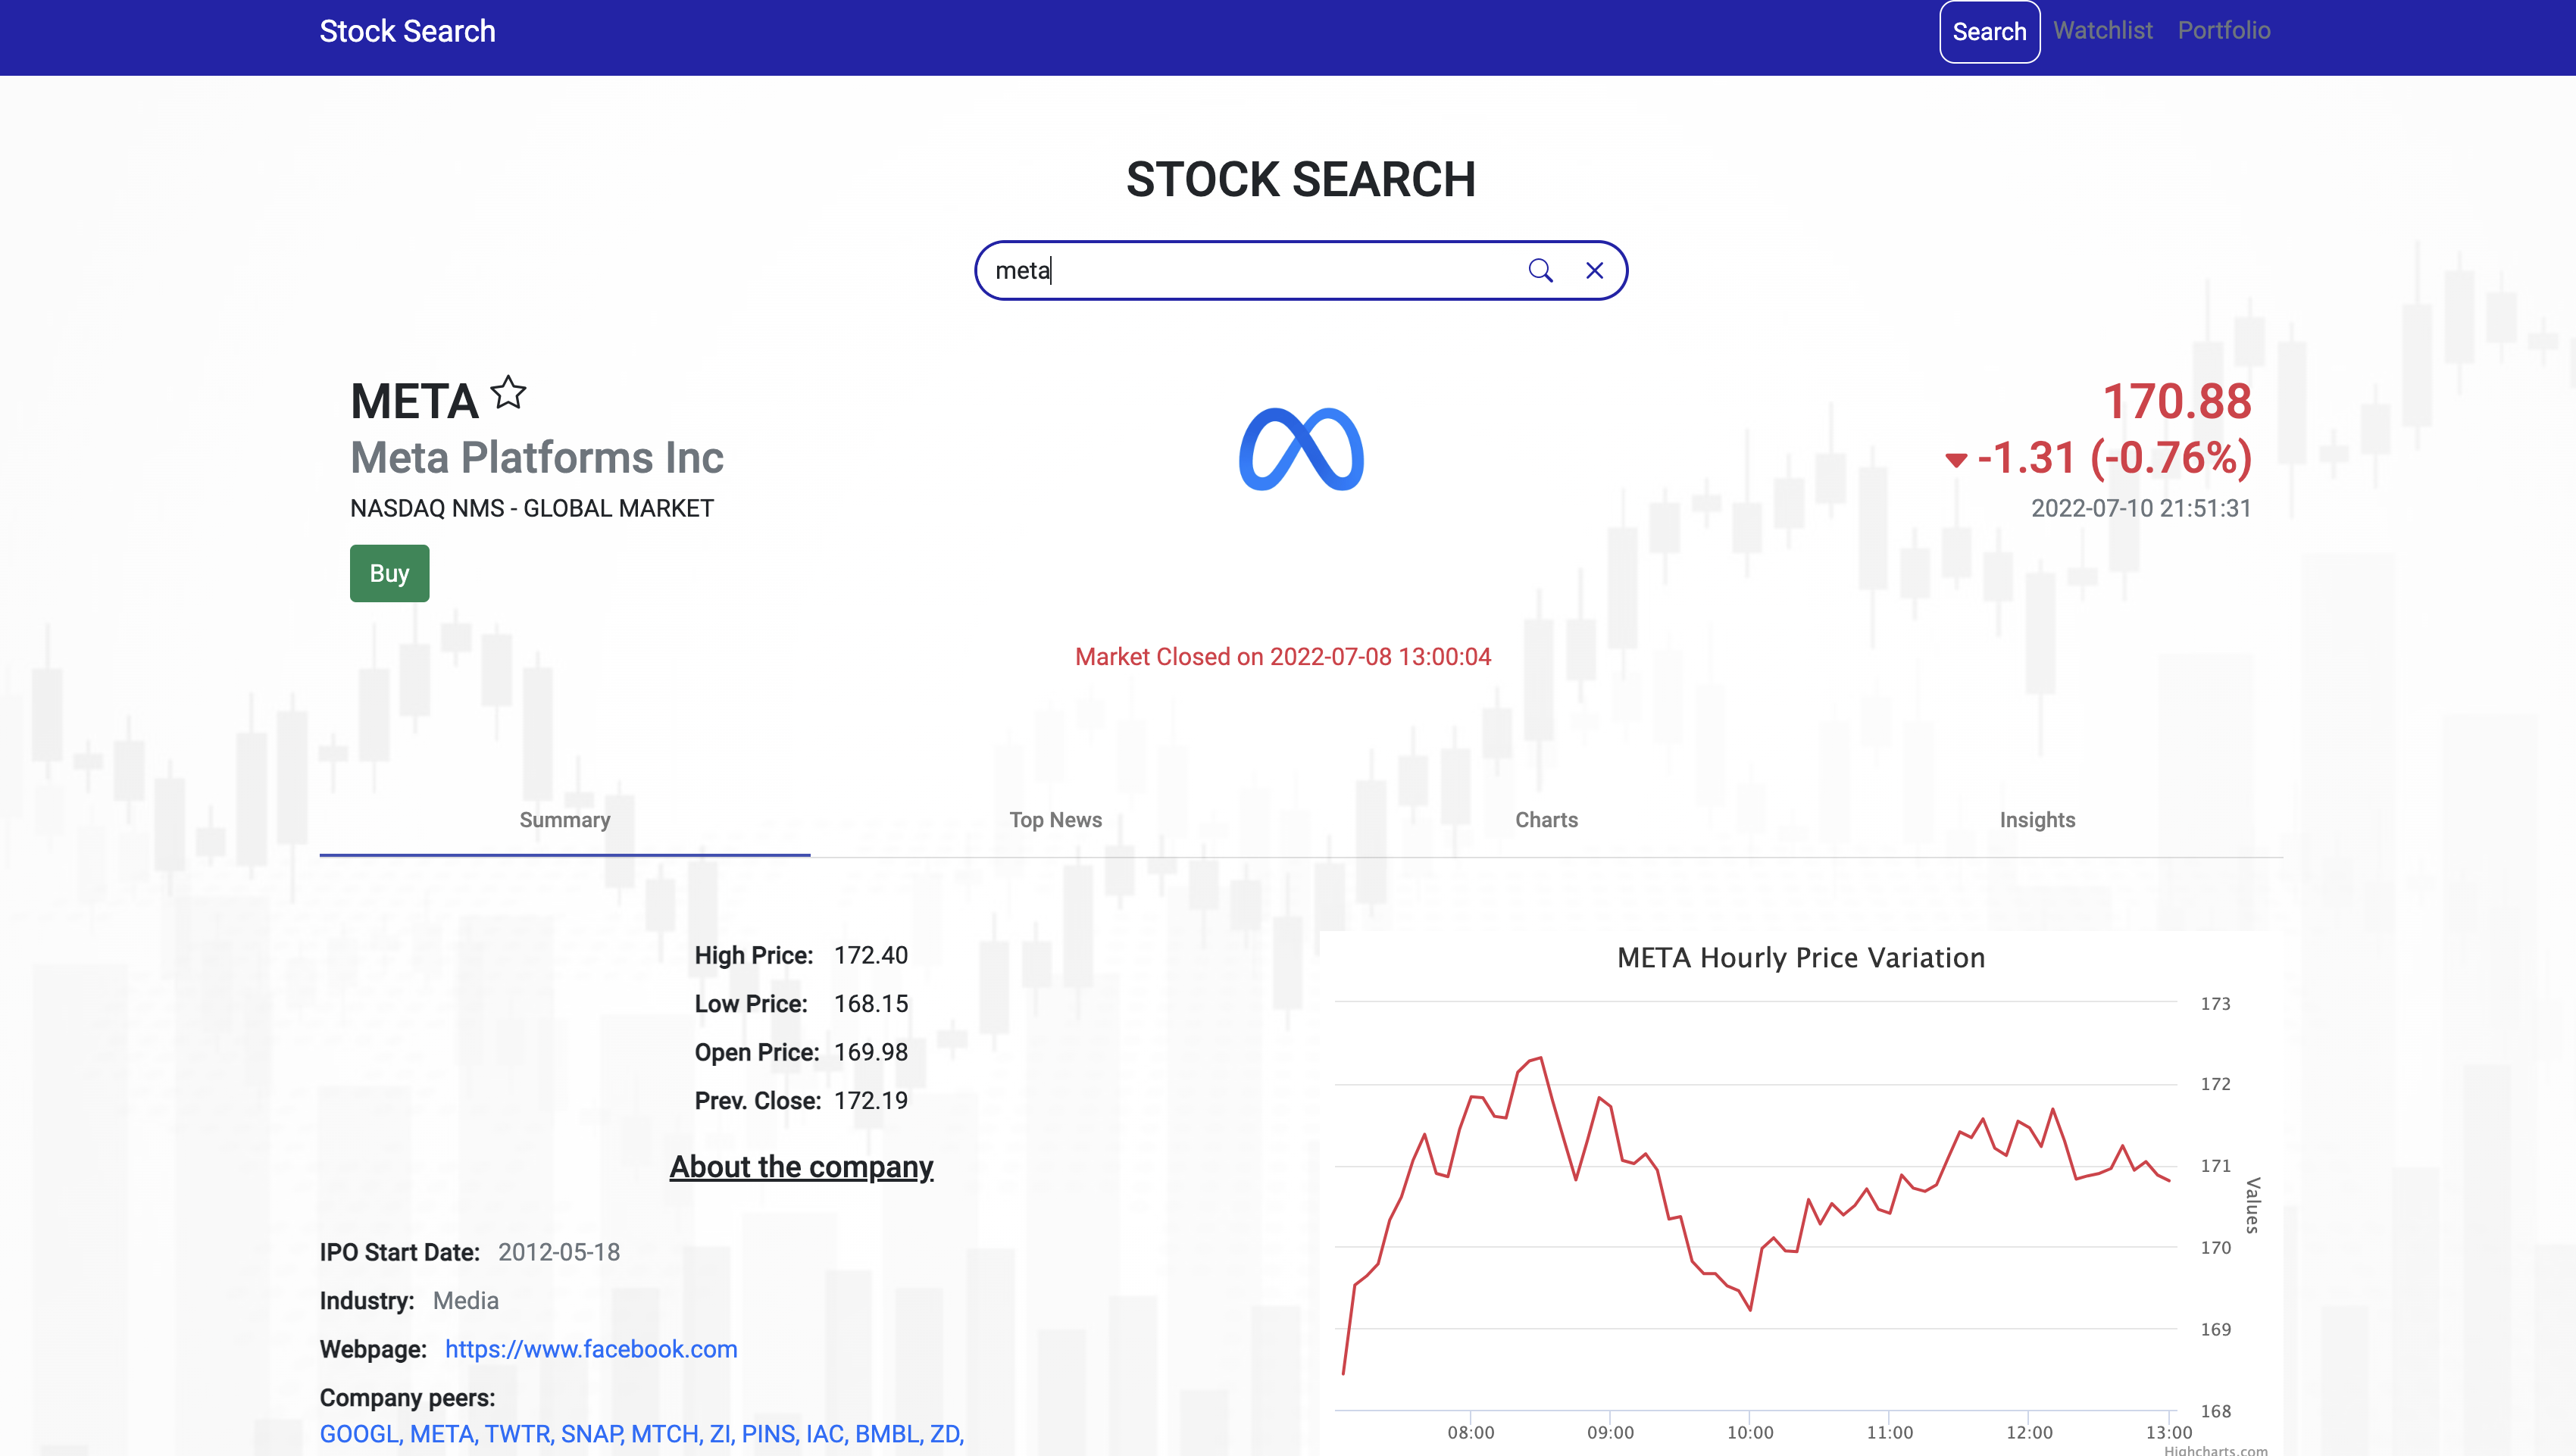 Stock Search
Search Watchlist Portfolio
STOCK SEARCH
meta
META
Meta Platforms Inc
NASDAQ NMS - GLOBAL MARKET
Buy
170.88
-1.31 (-0.76%)
2022-07-10 21:51:31
Market Closed on 2022-07-08 13:00:04
Summary Top News Charts Insights
High Price: 172.40
Low Price: 168.15
Open Price: 169.98
Prev. Close: 172.19
About the company
IPO Start Date: 2012-05-18
Industry: Media
Webpage: https://www.facebook.com
Company peers:
GOOGL, META, TWTR, SNAP, MTCH, ZI, PINS, IAC, BMBL, ZD,
META Hourly Price Variation
173
172
171
170
169
168
Values
08:00 09:00 10:00 11:00 12:00 13:00
Highcharts.com